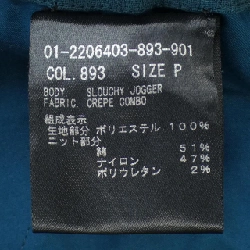 01-2206403-893-901
COL. 893 SIZE P
BODY SLOUCHY JOGGER
FABRIC CREPE COMBO
組成表示
生地部分 ポリエステル 100%
ニット部分
綿 51%
ナイロン 47%
ポリウレタン 2%